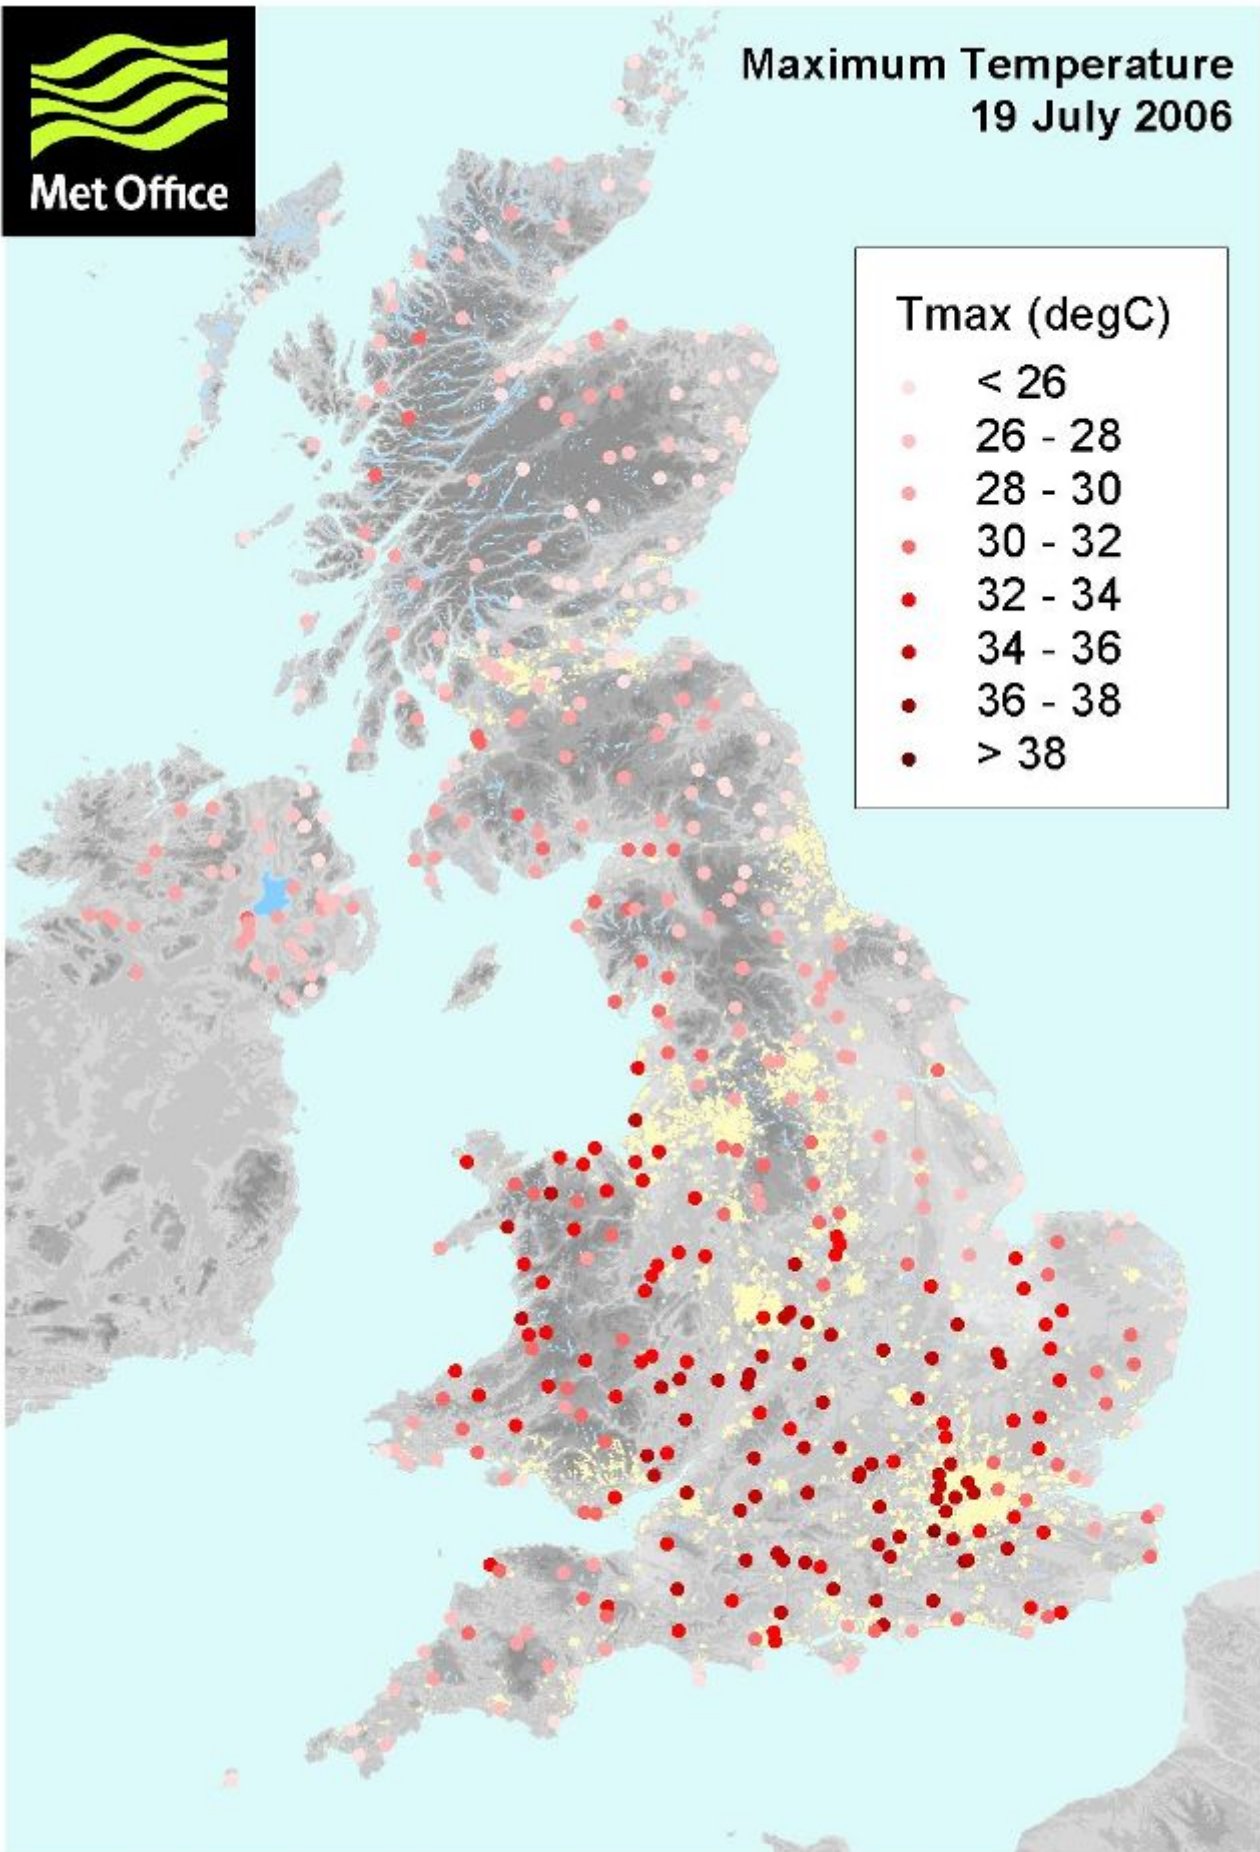 Met Office
Maximum Temperature
19 July 2006
Tmax (degC)
< 26
26 - 28
28 - 30
30 - 32
32 - 34
34 - 36
36 - 38
> 38